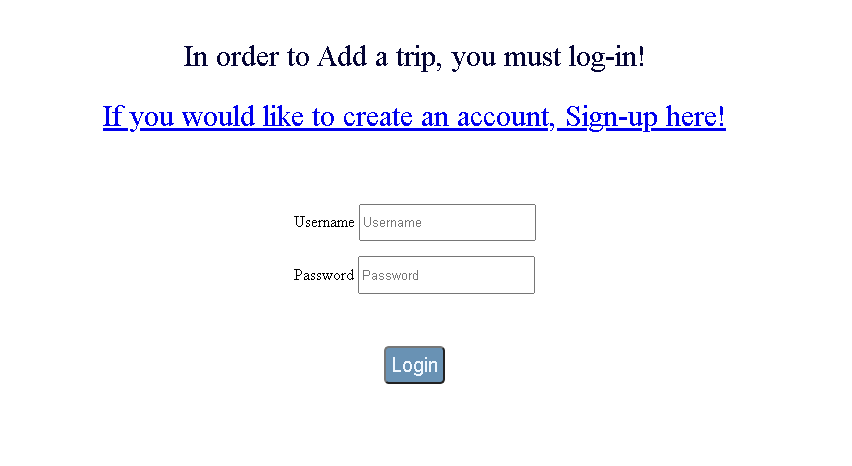 In order to Add a trip, you must log-in!
If you would like to create an account, Sign-up here!
Username Username
Password Password
Login